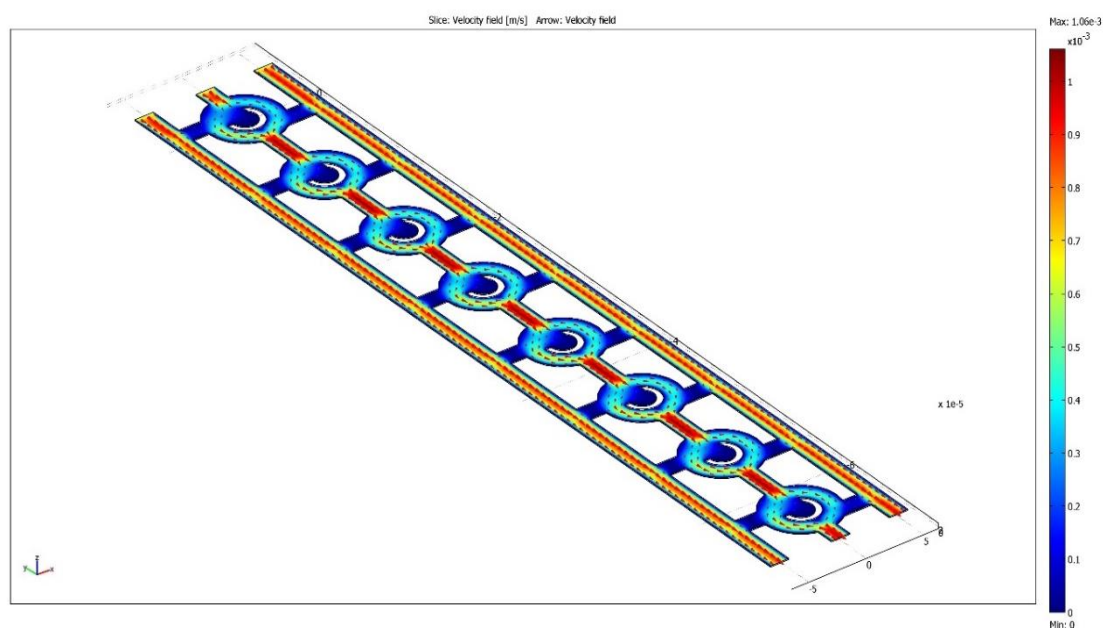 Slice: Velocity field [m/s]   Arrow: Velocity field
Max: 1.06e-3
x10⁻³
1
0.9
0.8
0.7
0.6
0.5
0.4
0.3
0.2
0.1
0
Min: 0
0
-2
-4
-6
x 1e-5
5
0
-5
z
y
x